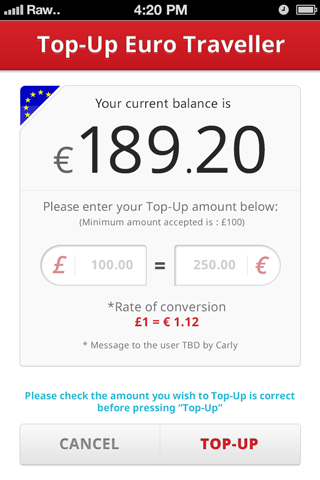 Raw.. 4:20 PM
Top-Up Euro Traveller
Your current balance is
€189.20
Please enter your Top-Up amount below:
(Minimum amount accepted is : £100)
£ 100.00 = 250.00 €
*Rate of conversion
£1 = € 1.12
* Message to the user TBD by Carly
Please check the amount you wish to Top-Up is correct
before pressing “Top-Up”
CANCEL TOP-UP